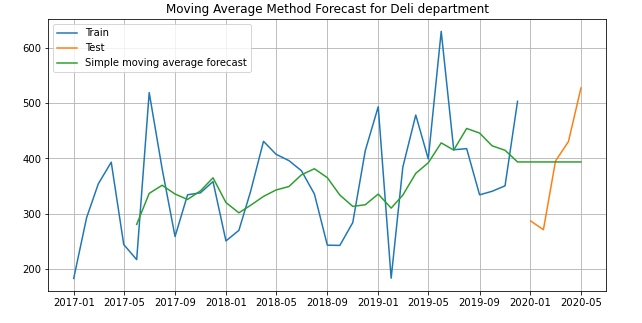 Moving Average Method Forecast for Deli department
Train
Test
Simple moving average forecast
600
500
400
300
200
2017-01 2017-05 2017-09 2018-01 2018-05 2018-09 2019-01 2019-05 2019-09 2020-01 2020-05